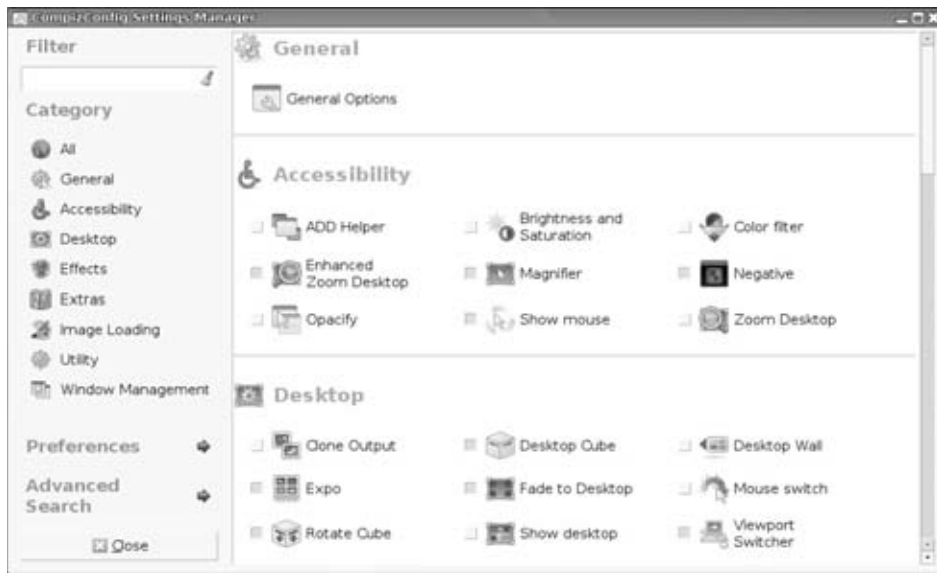 CompizConfig Settings Manager
Filter
Category
All
General
Accessibility
Desktop
Effects
Extras
Image Loading
Utility
Window Management
Preferences
Advanced
Search
Close
General
General Options
Accessibility
ADD Helper
Brightness and
Saturation
Color filter
Enhanced
Zoom Desktop
Magnifier
Negative
Opacify
Show mouse
Zoom Desktop
Desktop
Clone Output
Desktop Cube
Desktop Wall
Expo
Fade to Desktop
Mouse switch
Rotate Cube
Show desktop
Viewport
Switcher